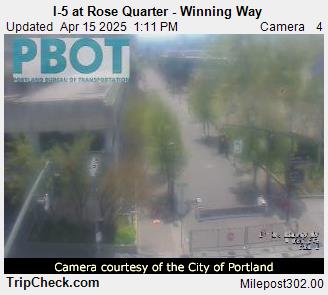 I-5 at Rose Quarter - Winning Way
Updated Apr 15 2025 1:11 PM Camera 4
PBOT
PORTLAND BUREAU OF TRANSPORTATION
Camera courtesy of the City of Portland
TripCheck.com Milepost302.00